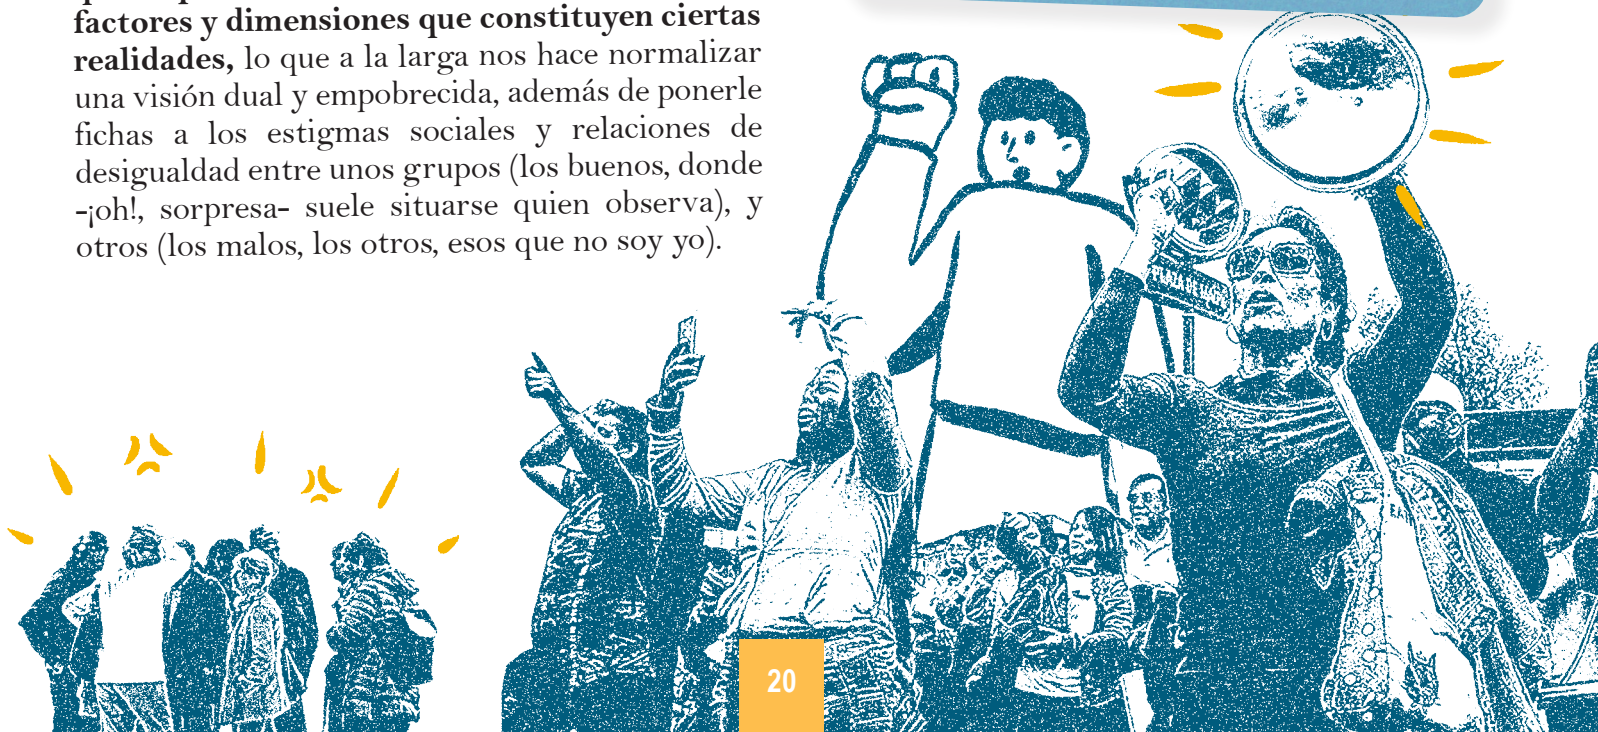 factores y dimensiones que constituyen ciertas
realidades, lo que a la larga nos hace normalizar
una visión dual y empobrecida, además de ponerle
fichas a los estigmas sociales y relaciones de
desigualdad entre unos grupos (los buenos, donde
-¡oh!, sorpresa- suele situarse quien observa), y
otros (los malos, los otros, esos que no soy yo).
20